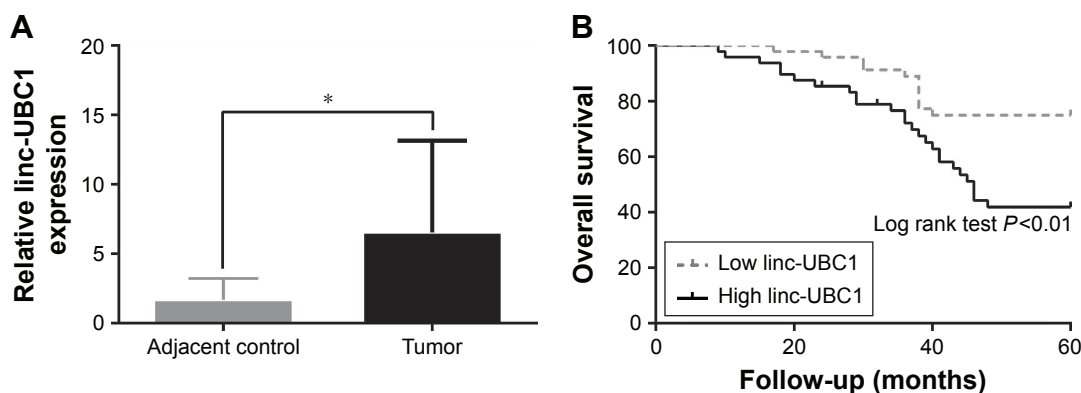 A
Relative linc-UBC1
expression
20
15
10
5
0
*
Adjacent control
Tumor
B
Overall survival
100
80
60
40
20
0
Log rank test P<0.01
Low linc-UBC1
High linc-UBC1
0
20
40
60
Follow-up (months)